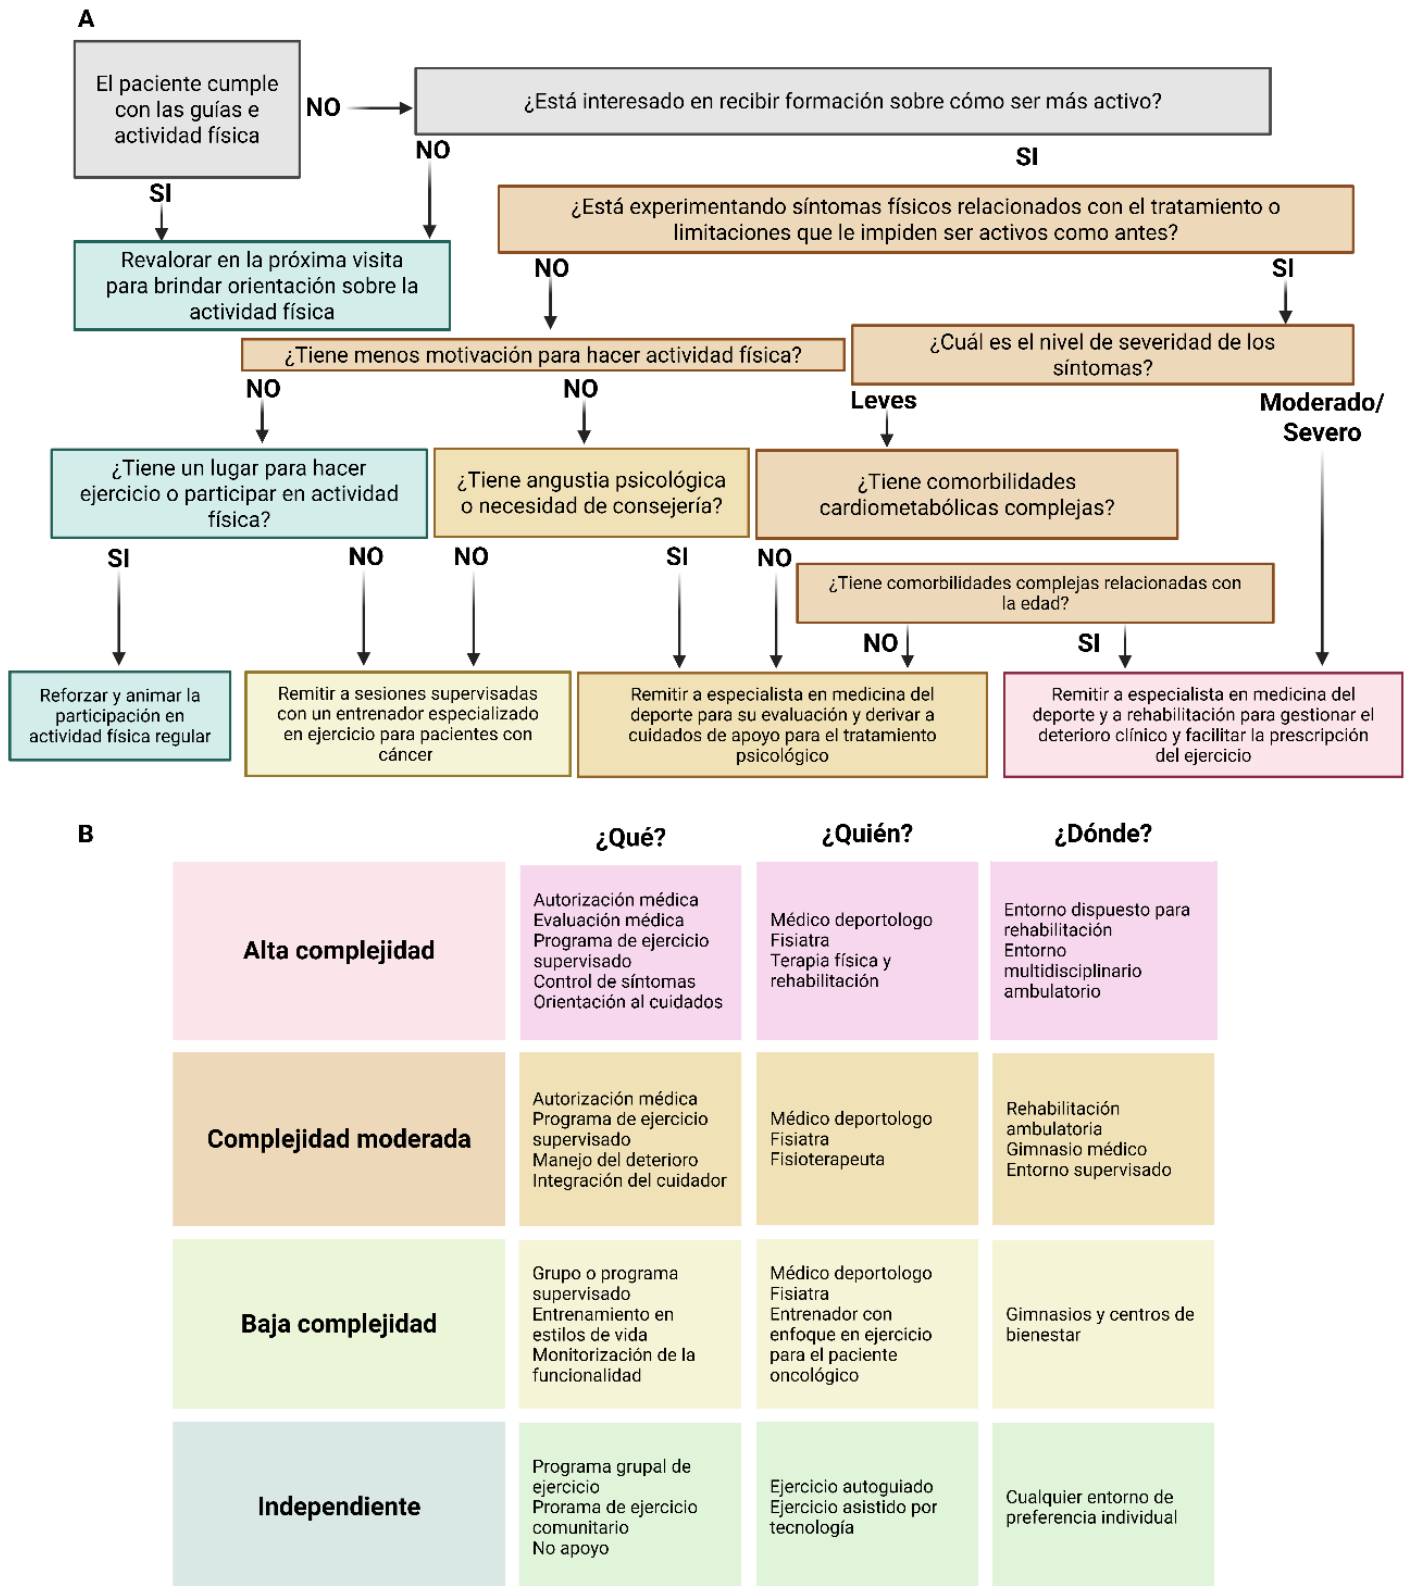 A
El paciente cumple
con las guías e
actividad física
NO
¿Está interesado en recibir formación sobre cómo ser más activo?
SI
NO
SI
¿Está experimentando síntomas físicos relacionados con el tratamiento o
limitaciones que le impiden ser activos como antes?
Revalorar en la próxima visita
para brindar orientación sobre la
actividad física
NO
SI
¿Tiene menos motivación para hacer actividad física?
¿Cuál es el nivel de severidad de los
síntomas?
NO
NO
Leves
Moderado/
Severo
¿Tiene un lugar para hacer
ejercicio o participar en actividad
física?
¿Tiene angustia psicológica
o necesidad de consejería?
¿Tiene comorbilidades
cardiometabólicas complejas?
SI
NO
NO
SI
NO
¿Tiene comorbilidades complejas relacionadas con
la edad?
NO
SI
Reforzar y animar la
participación en
actividad física regular
Remitir a sesiones supervisadas
con un entrenador especializado
en ejercicio para pacientes con
cáncer
Remitir a especialista en medicina del
deporte para su evaluación y derivar a
cuidados de apoyo para el tratamiento
psicológico
Remitir a especialista en medicina del
deporte y a rehabilitación para gestionar el
deterioro clínico y facilitar la prescripción
del ejercicio
B
¿Qué?
¿Quién?
¿Dónde?
Alta complejidad
Autorización médica
Evaluación médica
Programa de ejercicio
supervisado
Control de síntomas
Orientación al cuidados
Médico deportologo
Fisiatra
Terapia física y
rehabilitación
Entorno dispuesto para
rehabilitación
Entorno
multidisciplinario
ambulatorio
Complejidad moderada
Autorización médica
Programa de ejercicio
supervisado
Manejo del deterioro
Integración del cuidador
Médico deportologo
Fisiatra
Fisioterapeuta
Rehabilitación
ambulatoria
Gimnasio médico
Entorno supervisado
Baja complejidad
Grupo o programa
supervisado
Entrenamiento en
estilos de vida
Monitorización de la
funcionalidad
Médico deportologo
Fisiatra
Entrenador con
enfoque en ejercicio
para el paciente
oncológico
Gimnasios y centros de
bienestar
Independiente
Programa grupal de
ejercicio
Prorama de ejercicio
comunitario
No apoyo
Ejercicio autoguiado
Ejercicio asistido por
tecnología
Cualquier entorno de
preferencia individual